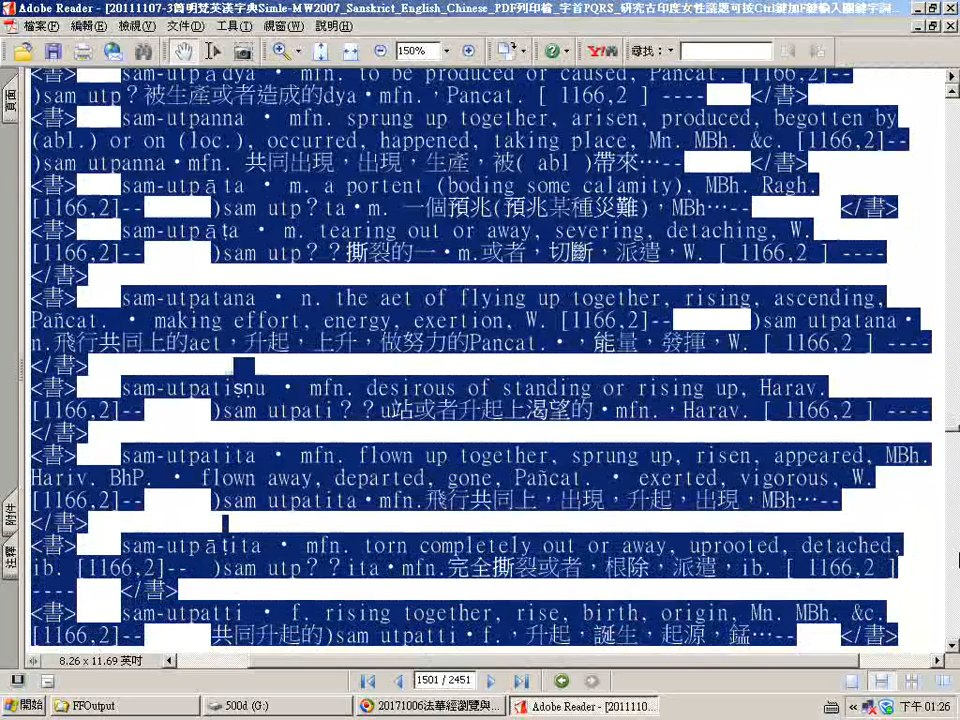 Adobe Reader - [20111107-3簡明梵英漢字典Simle-MW2007_Sanskrict_English_Chinese_PDF列印檔_字首PQRS_研究古印度女性議題可按Ctrl鍵加F鍵輸入關鍵字詞...
檔案(F) 編輯(E) 檢視(V) 文件(D) 工具(T) 視窗(W) 說明(H)
150% Y! 尋找：
頁面
<書> sam-utpādya • mfn. to be produced or caused, Pancat. [1166,2]--
)sam utp？被生產或者造成的dya•mfn.，Pancat. [ 1166,2 ] ---- </書>
<書> sam-utpanna • mfn. sprung up together, arisen, produced, begotten by
(abl.) or on (loc.), occurred, happened, taking place, Mn. MBh. &c. [1166,2]--
)sam utpanna•mfn. 共同出現，出現，生產，被( abl )帶來…-- </書>
<書> sam-utpāta • m. a portent (boding some calamity), MBh. Ragh.
[1166,2]-- )sam utp？ta•m. 一個預兆(預兆某種災難)，MBh…-- </書>
<書> sam-utpāṭa • m. tearing out or away, severing, detaching, W.
[1166,2]-- )sam utp？？撕裂的一•m.或者，切斷，派遣，W. [ 1166,2 ] ----
</書>
<書> sam-utpatana • n. the aet of flying up together, rising, ascending,
Pañcat. • making effort, energy, exertion, W. [1166,2]-- )sam utpatana•
n.飛行共同上的aet，升起，上升，做努力的Pancat.•，能量，發揮，W. [ 1166,2 ] ----
</書>
<書> sam-utpatiṣṇu • mfn. desirous of standing or rising up, Harav.
[1166,2]-- )sam utpati？？u站或者升起上渴望的•mfn.，Harav. [ 1166,2 ] ----
</書>
<書> sam-utpatita • mfn. flown up together, sprung up, risen, appeared, MBh.
Hariv. BhP. • flown away, departed, gone, Pañcat. • exerted, vigorous, W.
[1166,2]-- )sam utpatita•mfn.飛行共同上，出現，升起，出現，MBh…--
</書>
<書> sam-utpāṭita • mfn. torn completely out or away, uprooted, detached,
ib. [1166,2]-- )sam utp？？ita•mfn.完全撕裂或者，根除，派遣，ib. [ 1166,2 ]
---- </書>
<書> sam-utpatti • f. rising together, rise, birth, origin, Mn. MBh. &c.
[1166,2]-- 共同升起的)sam utpatti•f.，升起，誕生，起源，錳…-- </書>
附件
注釋
8.26 x 11.69 英吋
1501 / 2451
開始 FFOutput 500d (G:) 20171006法華經瀏覽與... Adobe Reader - [2011110... 下午 01:26